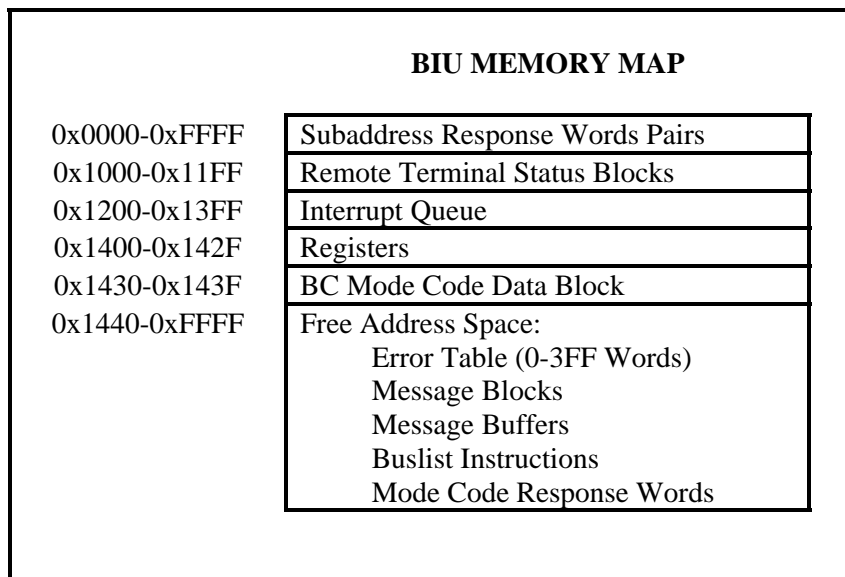 BIU MEMORY MAP
0x0000-0xFFFF Subaddress Response Words Pairs
0x1000-0x11FF Remote Terminal Status Blocks
0x1200-0x13FF Interrupt Queue
0x1400-0x142F Registers
0x1430-0x143F BC Mode Code Data Block
0x1440-0xFFFF Free Address Space:
Error Table (0-3FF Words)
Message Blocks
Message Buffers
Buslist Instructions
Mode Code Response Words